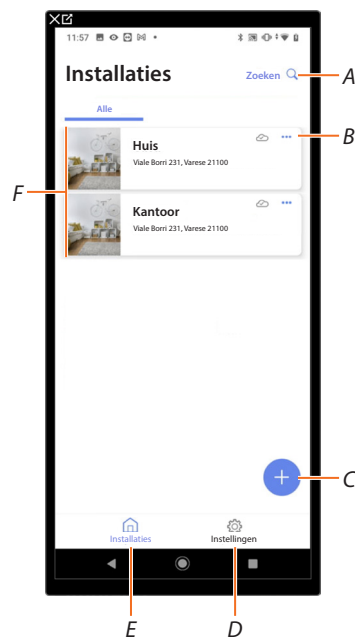 11:57
Installaties
Zoeken
A
Alle
B
Huis
Viale Borri 231, Varese 21100
F
Kantoor
Viale Borri 231, Varese 21100
C
Installaties
Instellingen
E
D